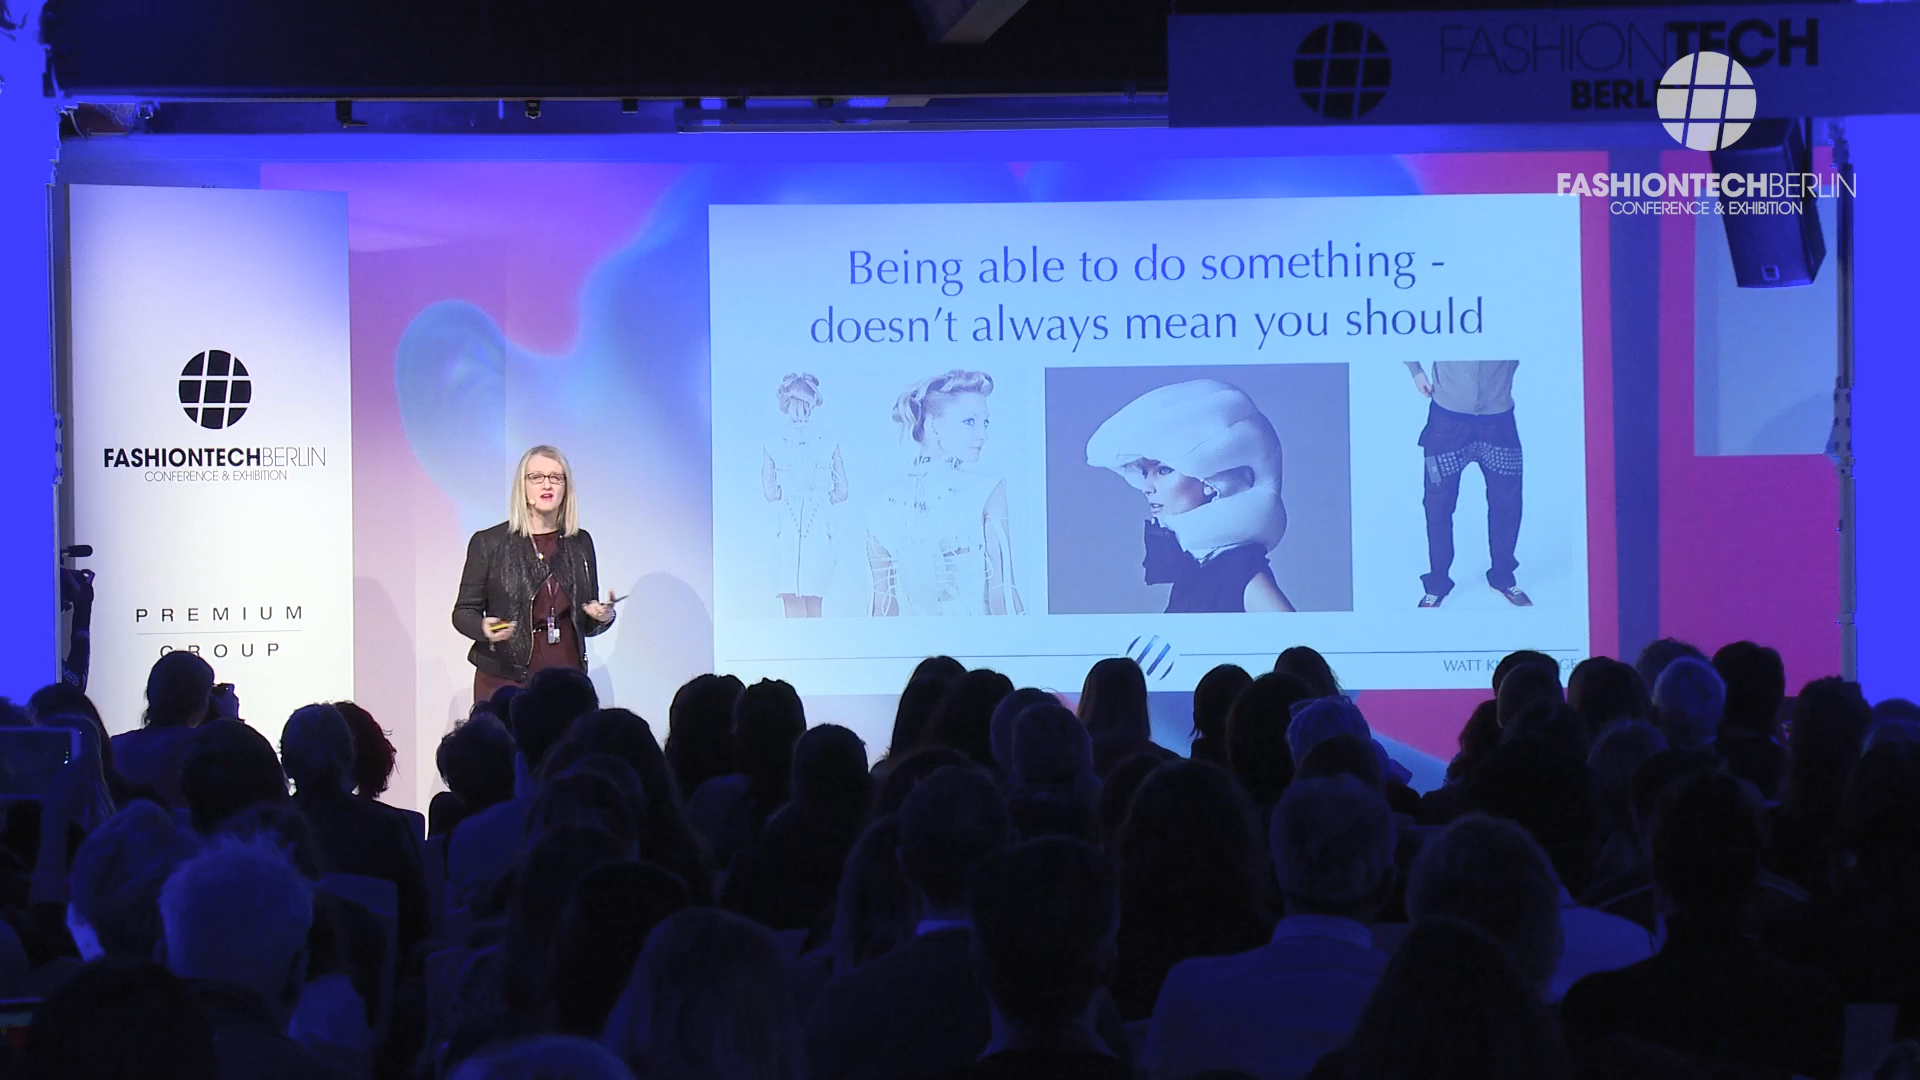 FASHIONTECH
FASHIONTECHBERLIN
CONFERENCE & EXHIBITION
Being able to do something -
doesn't always mean you should
FASHIONTECHBERLIN
CONFERENCE & EXHIBITION
PREMIUM
GROUP
WATT